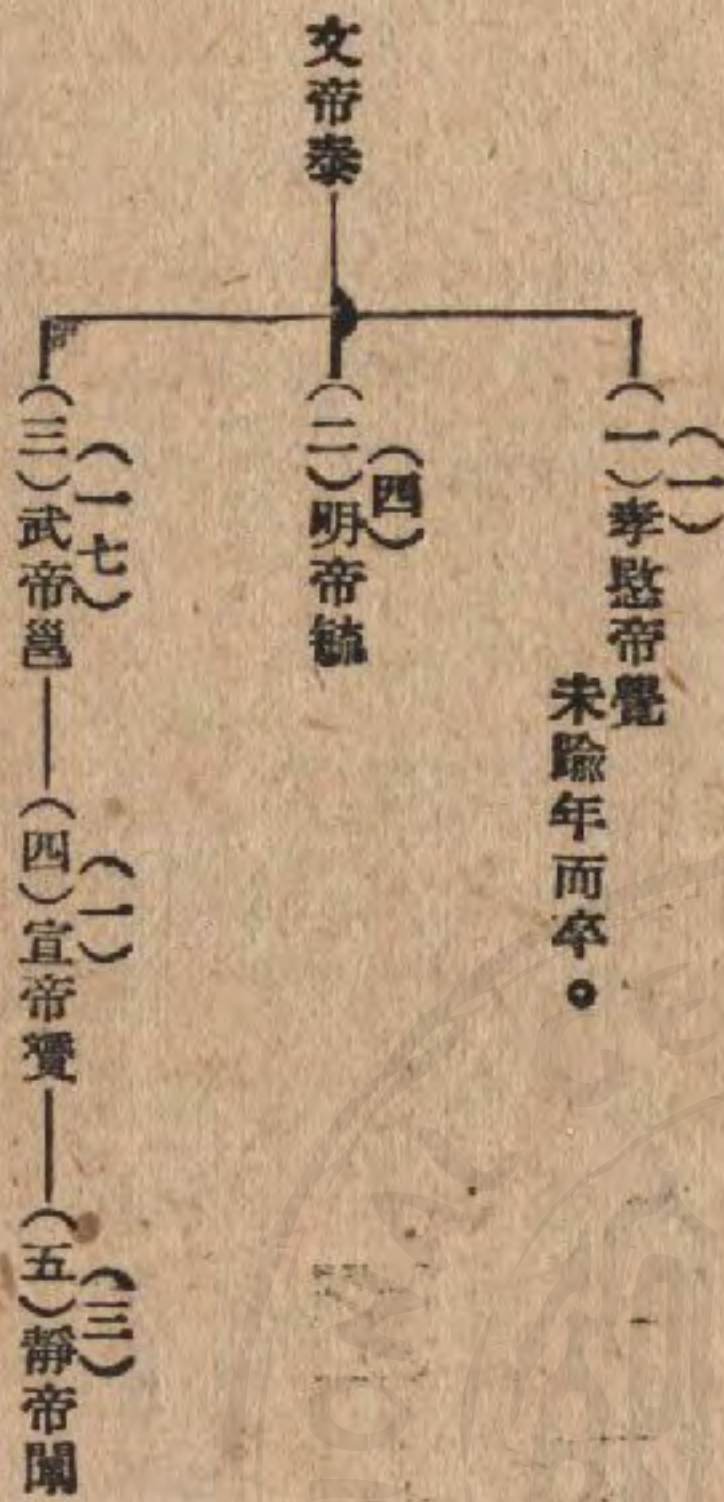 文帝泰
(一)
(一)孝愍帝覺
未踰年而卒。
(四)
(二)明帝毓
(一七)
(三)武帝邕
(一)
(四)宣帝贇
(三)
(五)靜帝闡